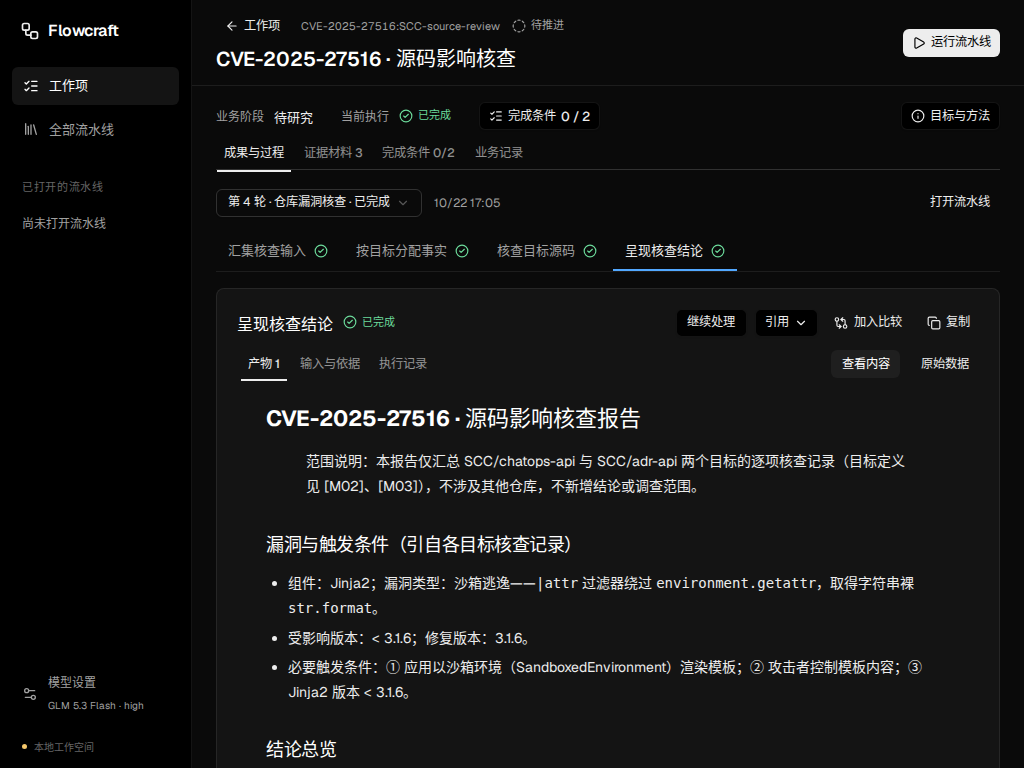 Flowcraft
工作项
全部流水线
已打开的流水线
尚未打开流水线
模型设置
GLM 5.3 Flash · high
本地工作空间
← 工作项 CVE-2025-27516:SCC-source-review 待推进
CVE-2025-27516 · 源码影响核查
运行流水线
业务阶段 待研究 当前执行 已完成 完成条件 0 / 2 目标与方法
成果与过程 证据材料 3 完成条件 0/2 业务记录
第 4 轮 · 仓库漏洞核查 · 已完成 10/22 17:05 打开流水线
汇集核查输入 按目标分配事实 核查目标源码 呈现核查结论
呈现核查结论 已完成 继续处理 引用 加入比较 复制
产物 1 输入与依据 执行记录 查看内容 原始数据
CVE-2025-27516 · 源码影响核查报告
范围说明：本报告仅汇总 SCC/chatops-api 与 SCC/adr-api 两个目标的逐项核查记录（目标定义
见 [M02]、[M03]），不涉及其他仓库，不新增结论或调查范围。
漏洞与触发条件（引自各目标核查记录）
• 组件：Jinja2；漏洞类型：沙箱逃逸——|attr 过滤器绕过 environment.getattr，取得字符串裸
str.format。
• 受影响版本：< 3.1.6；修复版本：3.1.6。
• 必要触发条件：① 应用以沙箱环境（SandboxedEnvironment）渲染模板；② 攻击者控制模板内容；③
Jinja2 版本 < 3.1.6。
结论总览